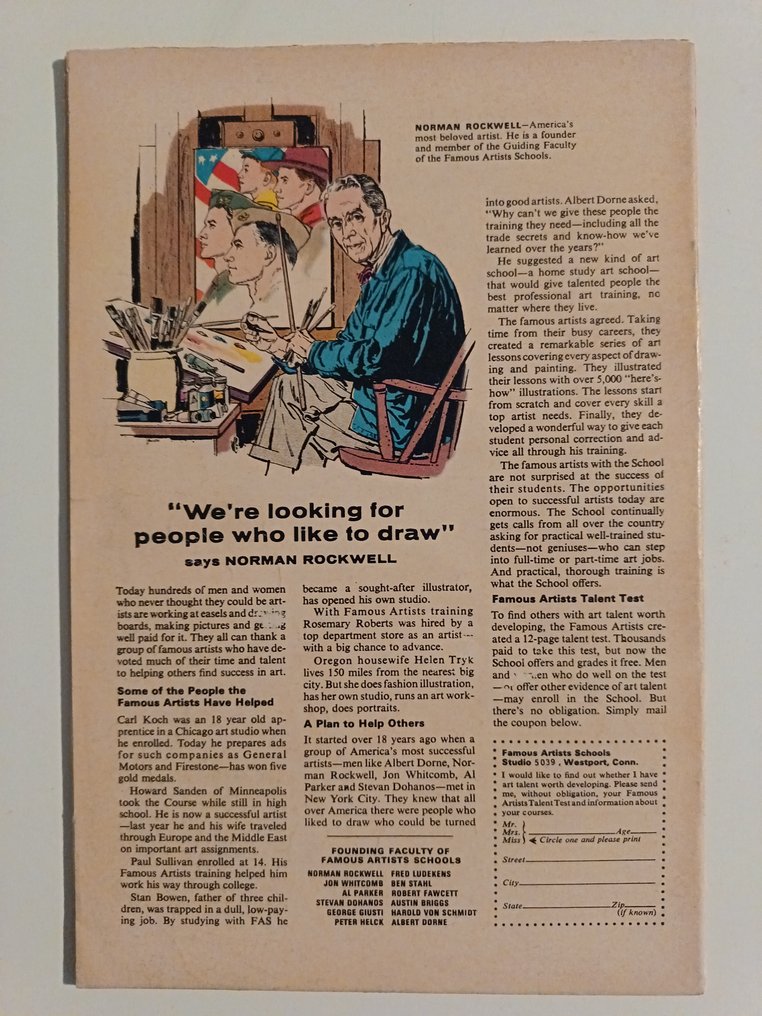 NORMAN ROCKWELL—America's
most beloved artist. He is a founder
and member of the Guiding Faculty
of the Famous Artists Schools.
"We're looking for
people who like to draw"
says NORMAN ROCKWELL
Today hundreds of men and women
who never thought they could be art-
ists are working at easels and
boards, making pictures and
well paid for it. They all can thank a
group of famous artists who have de-
voted much of their time and talent
to helping others find success in art.
Some of the People the
Famous Artists Have Helped
Carl Koch was an 18 year old ap-
prentice in a Chicago art studio when
he enrolled. Today he prepares ads
for such companies as General
Motors and Firestone—has won five
gold medals.
Howard Sanden of Minneapolis
took the Course while still in high
school. He is now a successful artist
—last year he and his wife traveled
through Europe and the Middle East
on important art assignments.
Paul Sullivan enrolled at 14. His
Famous Artists training helped him
work his way through college.
Stan Bowen, father of three chil-
dren, was trapped in a dull, low-pay-
ing job. By studying with FAS he
became a sought-after illustrator,
has opened his own studio.
With Famous Artists training
Rosemary Roberts was hired by a
top department store as an artist—
with a big chance to advance.
Oregon housewife Helen Tryk
lives 150 miles from the nearest big
city. But she does fashion illustration,
has her own studio, runs an art work-
shop, does portraits.
A Plan to Help Others
It started over 18 years ago when a
group of America's most successful
artists—men like Albert Dorne, Nor-
man Rockwell, Jon Whitcomb, Al
Parker and Stevan Dohanos—met in
New York City. They knew that all
over America there were people who
liked to draw who could be turned
FOUNDING FACULTY OF
FAMOUS ARTISTS SCHOOLS
NORMAN ROCKWELL FRED LUDEKENS
JON WHITCOMB BEN STAHL
AL PARKER ROBERT FAWCETT
STEVAN DOHANOS AUSTIN BRIGGS
GEORGE GIUSTI HAROLD VON SCHMIDT
PETER HELCK ALBERT DORNE
into good artists. Albert Dorne asked,
"Why can't we give these people the
training they need—including all the
trade secrets and know-how we've
learned over the years?"
He suggested a new kind of art
school—a home study art school—
that would give talented people the
best professional art training, no
matter where they live.
The famous artists agreed. Taking
time from their busy careers, they
created a remarkable series of art
lessons covering every aspect of draw-
ing and painting. They illustrated
their lessons with over 5,000 "here's-
how" illustrations. The lessons start
from scratch and cover every skill a
top artist needs. Finally, they de-
veloped a wonderful way to give each
student personal correction and ad-
vice all through his training.
The famous artists with the School
are not surprised at the success of
their students. The opportunities
open to successful artists today are
enormous. The School continually
gets calls from all over the country
asking for practical well-trained stu-
dents—not geniuses—who can step
into full-time or part-time art jobs.
And practical, thorough training is
what the School offers.
Famous Artists Talent Test
To find others with art talent worth
developing, the Famous Artists cre-
ated a 12-page talent test. Thousands
paid to take this test, but now the
School offers and grades it free. Men
and who do well on the test
—or offer other evidence of art talent
—may enroll in the School. But
there's no obligation. Simply mail
the coupon below.
Famous Artists Schools
Studio 5039, Westport, Conn.
I would like to find out whether I have
art talent worth developing. Please send
me, without obligation, your Famous
Artists Talent Test and information about
your courses.
Mr.
Mrs. Age
Miss Circle one and please print
Street
City
State Zip
(if known)